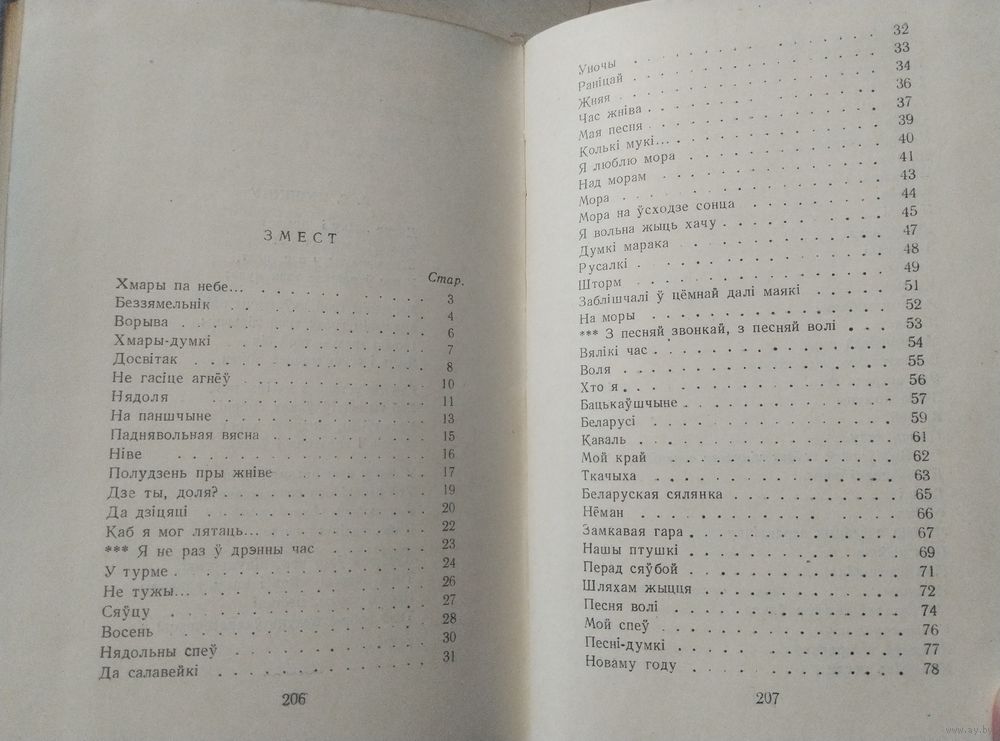 ЗМЕСТ
Стар.
Хмары па небе... 3
Беззямельнік 4
Ворыва 6
Хмары-думкі 7
Досвітак 8
Не гасіце агнёў 10
Нядоля 11
На паншчыне 13
Паднявольная вясна 15
Ніве 16
Полудзень пры жніве 17
Дзе ты, доля? 19
Да дзіцяці 20
Каб я мог лятаць... 22
*** Я не раз ў дрэнны час 23
У турме 24
Не тужы... 26
Сяўцу 27
Восень 28
Нядольны спеў 30
Да салавейкі 31
206
Уночы 32
Раніцай 33
Жняя 34
Час жніва 36
Мая песня 37
Колькі мукі... 39
Я люблю мора 40
Над морам 41
Мора 43
Мора на ўсходзе сонца 44
Я вольна жыць хачу 45
Думкі марака 47
Русалкі 48
Шторм 49
Заблішчалі ў цёмнай далі маякі 51
На моры 52
*** З песняй звонкай, з песняй волі 53
Вялікі час 54
Воля 55
Хто я 56
Бацькаўшчыне 57
Беларусі 59
Каваль 61
Мой край 62
Ткачыха 63
Беларуская сялянка 65
Нёман 66
Замкавая гара 67
Нашы птушкі 69
Перад сяўбой 71
Шляхам жыцця 72
Песня волі 74
Мой спеў 76
Песні-думкі 77
Новаму году 78
207
www.ay.by